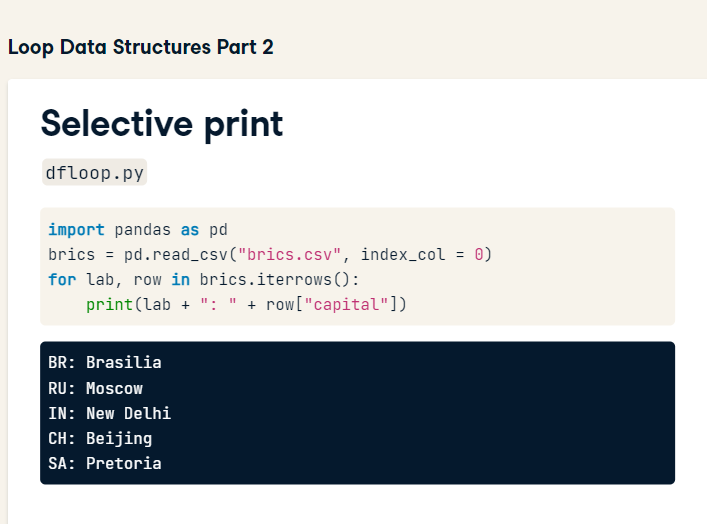 Loop Data Structures Part 2
Selective print
dfloop.py
import pandas as pd
brics = pd.read_csv("brics.csv", index_col = 0)
for lab, row in brics.iterrows():
    print(lab + ": " + row["capital"])
BR: Brasilia
RU: Moscow
IN: New Delhi
CH: Beijing
SA: Pretoria